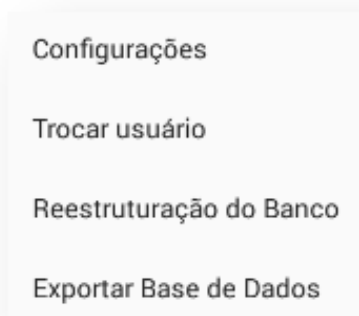 Configurações
Trocar usuário
Reestruturação do Banco
Exportar Base de Dados